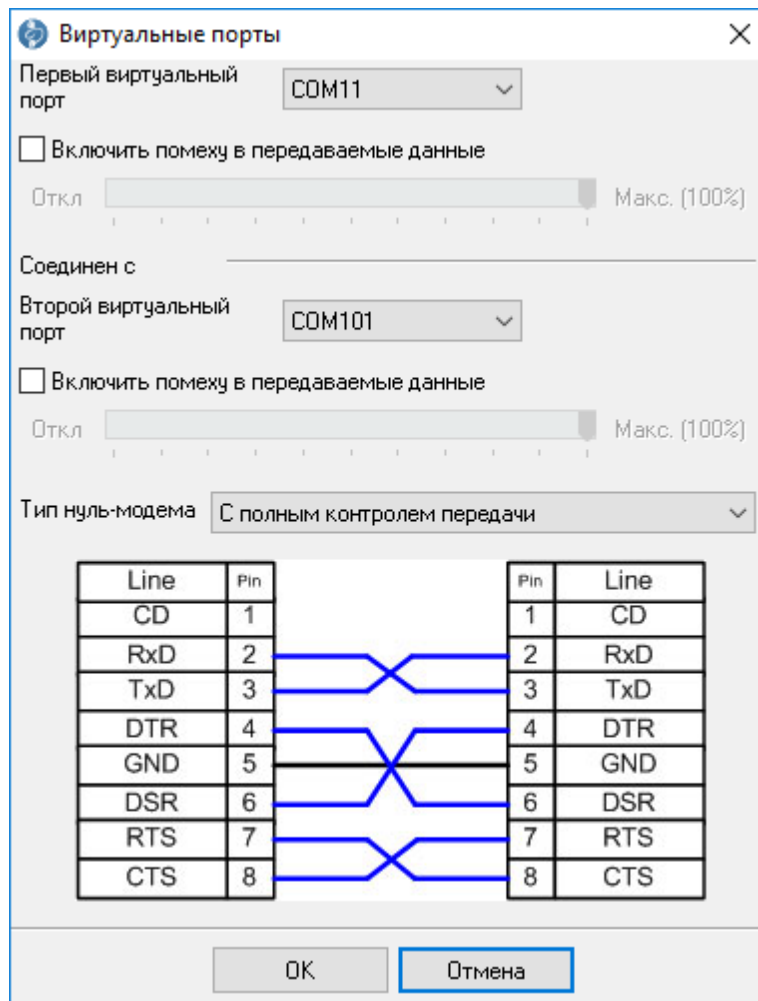 Виртуальные порты
Первый виртуальный
порт
COM11
Включить помеху в передаваемые данные
Откл
Макс. (100%)
Соединен с
Второй виртуальный
порт
COM101
Включить помеху в передаваемые данные
Откл
Макс. (100%)
Тип нуль-модема
С полным контролем передачи
Line Pin Pin Line
CD 1 1 CD
RxD 2 2 RxD
TxD 3 3 TxD
DTR 4 4 DTR
GND 5 5 GND
DSR 6 6 DSR
RTS 7 7 RTS
CTS 8 8 CTS
OK Отмена